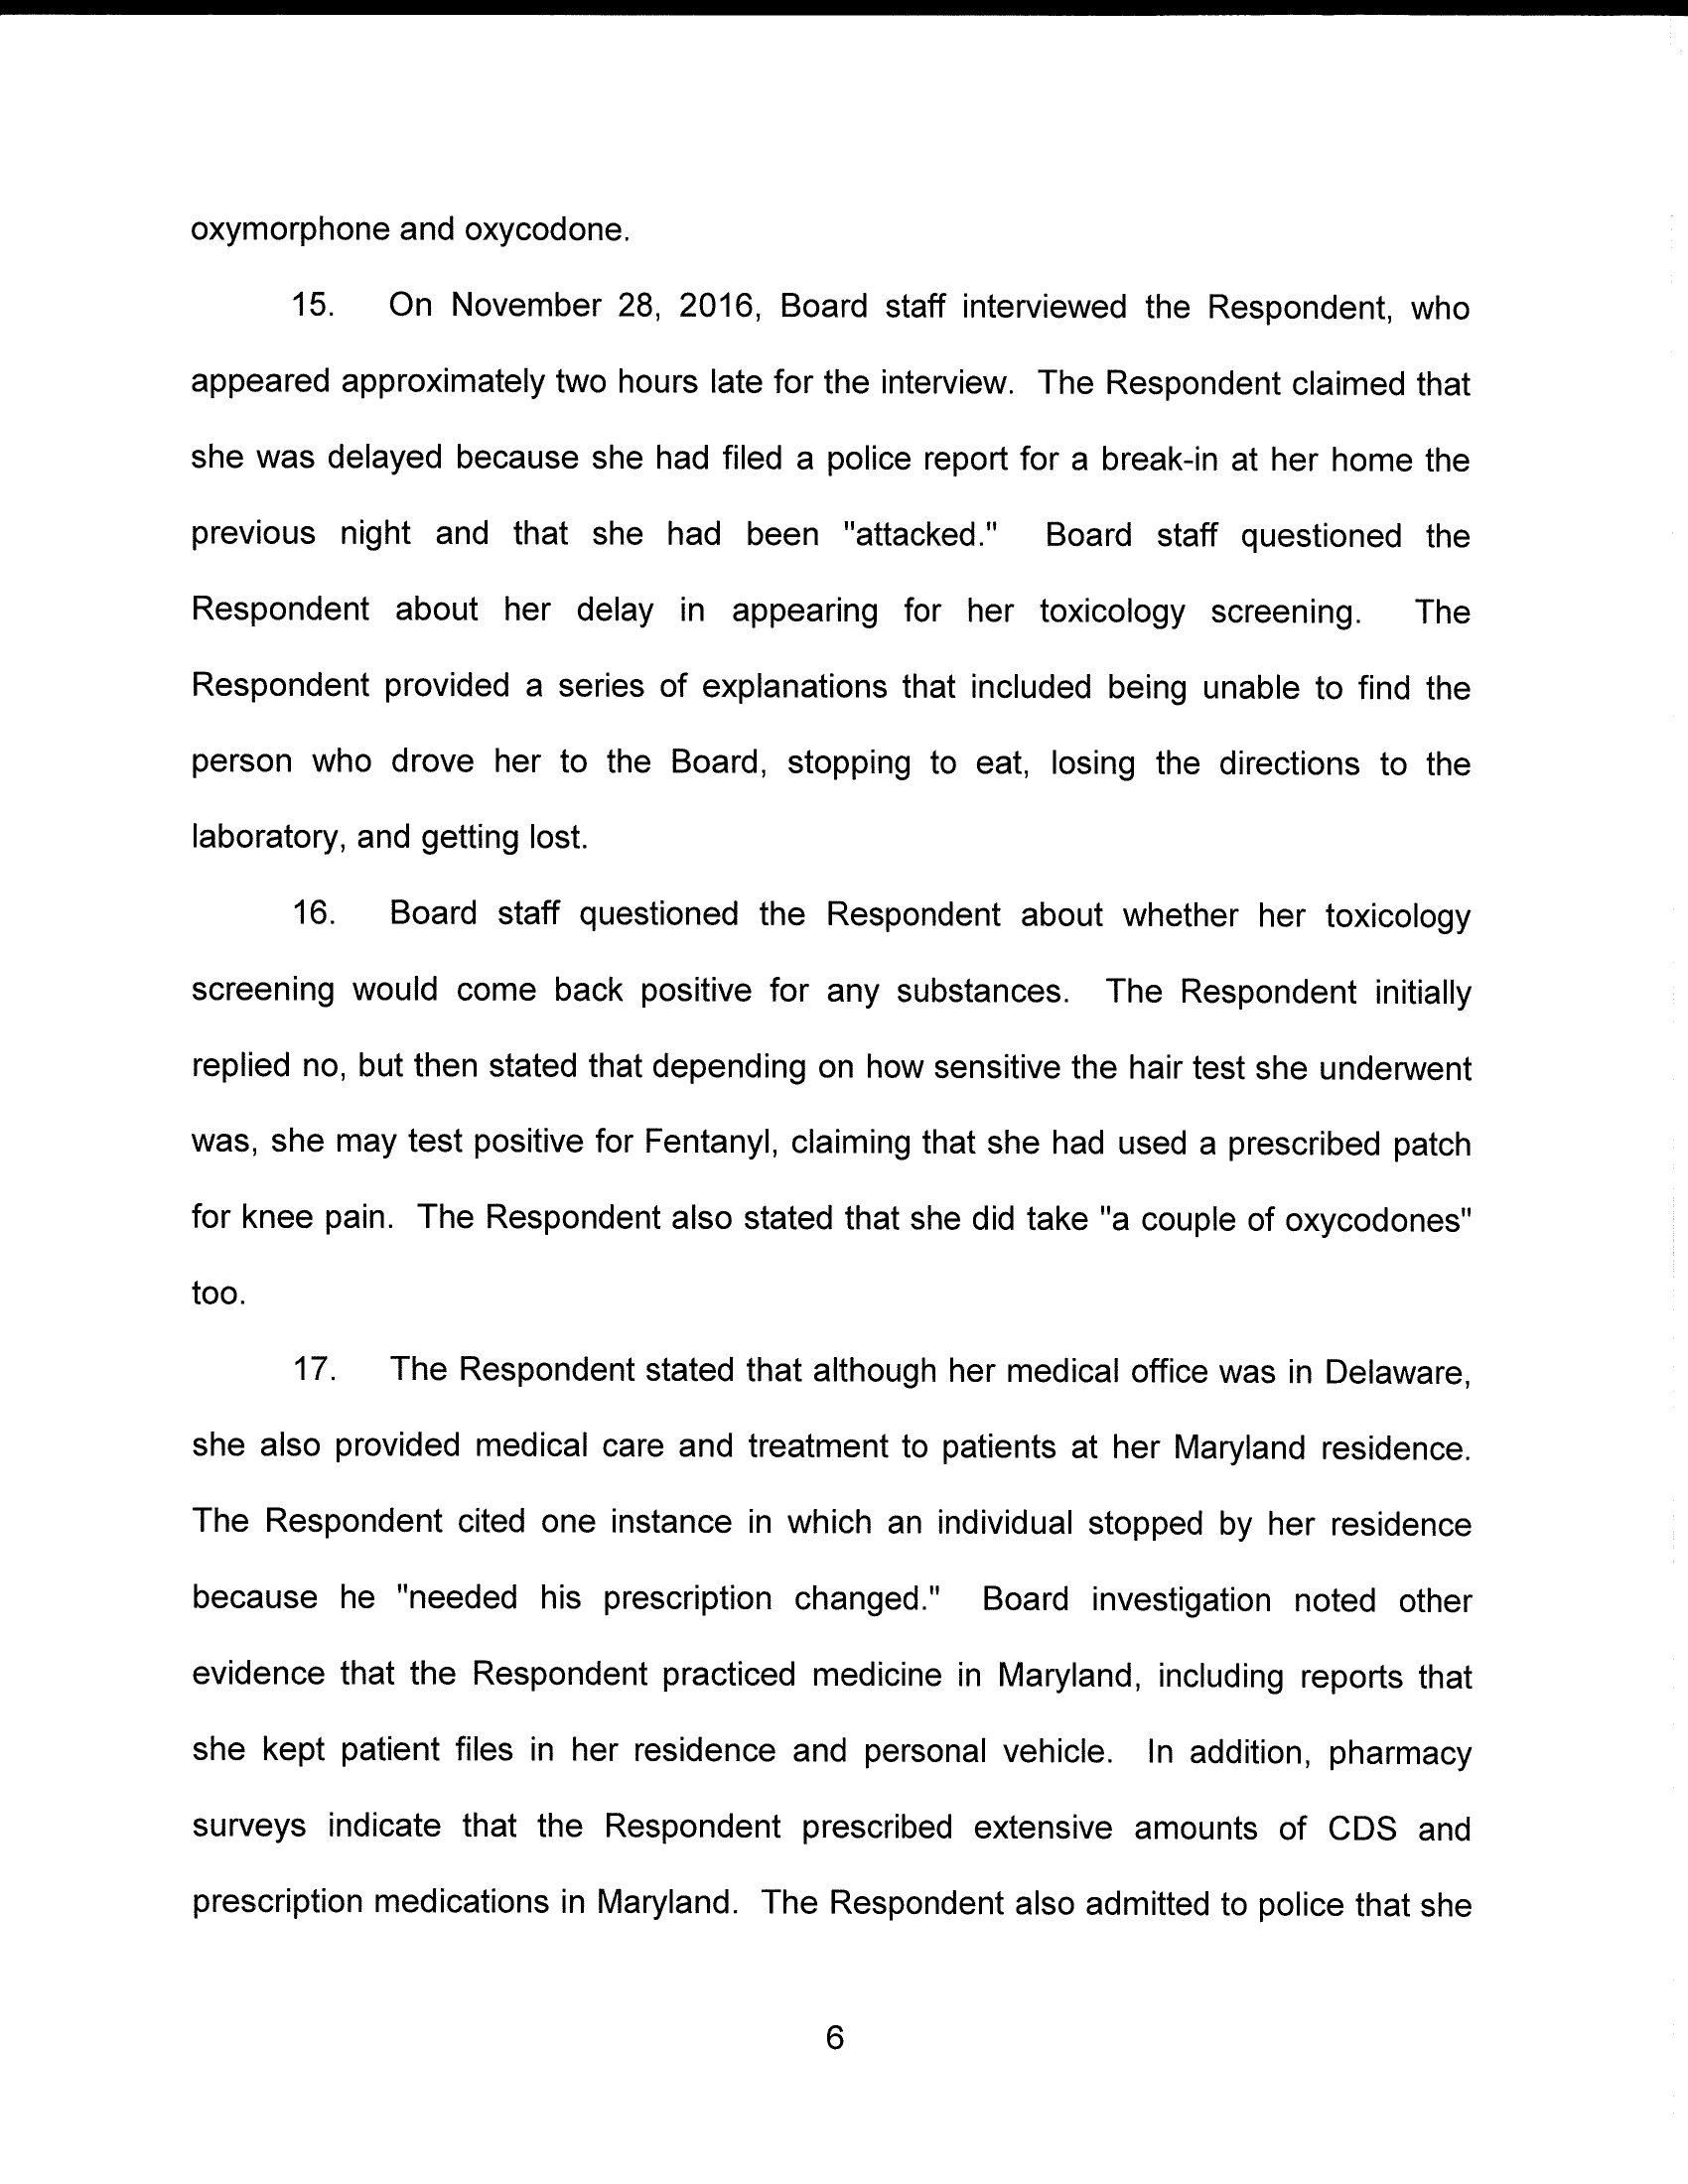 oxymorphone and oxycodone.
15. On November 28, 2016, Board staff interviewed the Respondent, who
appeared approximately two hours late for the interview. The Respondent claimed that
she was delayed because she had filed a police report for a break-in at her home the
previous night and that she had been "attacked." Board staff questioned the
Respondent about her delay in appearing for her toxicology screening. The
Respondent provided a series of explanations that included being unable to find the
person who drove her to the Board, stopping to eat, losing the directions to the
laboratory, and getting lost.
16. Board staff questioned the Respondent about whether her toxicology
screening would come back positive for any substances. The Respondent initially
replied no, but then stated that depending on how sensitive the hair test she underwent
was, she may test positive for Fentanyl, claiming that she had used a prescribed patch
for knee pain. The Respondent also stated that she did take "a couple of oxycodones"
too.
17. The Respondent stated that although her medical office was in Delaware,
she also provided medical care and treatment to patients at her Maryland residence.
The Respondent cited one instance in which an individual stopped by her residence
because he "needed his prescription changed." Board investigation noted other
evidence that the Respondent practiced medicine in Maryland, including reports that
she kept patient files in her residence and personal vehicle. In addition, pharmacy
surveys indicate that the Respondent prescribed extensive amounts of CDS and
prescription medications in Maryland. The Respondent also admitted to police that she
6